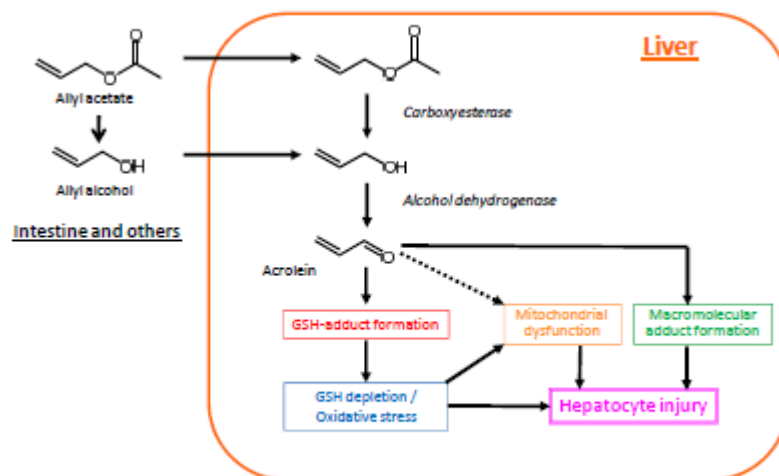 Liver
O
O
Allyl acetate
O
O
Carboxyesterase
OH
Allyl alcohol
OH
Alcohol dehydrogenase
Intestine and others
O
Acrolein
GSH-adduct formation
Mitochondrial
dysfunction
Macromolecular
adduct formation
GSH depletion /
Oxidative stress
Hepatocyte injury